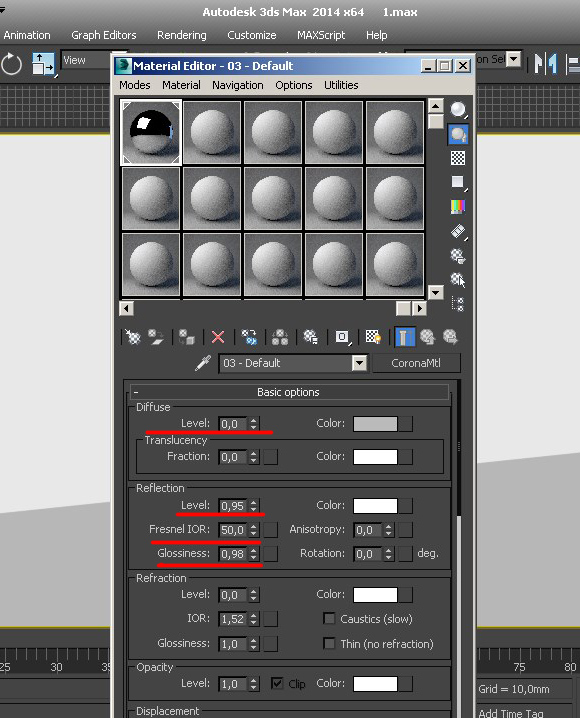 Autodesk 3ds Max 2014 x64 1.max
Animation Graph Editors Rendering Customize MAXScript Help
View
on Sel
Material Editor - 03 - Default
Modes Material Navigation Options Utilities
03 - Default CoronaMtl
- Basic options
Diffuse
Level: 0,0 Color:
Translucency
Fraction: 0,0 Color:
Reflection
Level: 0,95 Color:
Fresnel IOR: 50,0 Anisotropy: 0,0
Glossiness: 0,98 Rotation: 0,0 deg.
Refraction
Level: 0,0 Color:
IOR: 1,52 Caustics (slow)
Glossiness: 1,0 Thin (no refraction)
25 30 35 75 80
Opacity
Level: 1,0 Clip Color:
Grid = 10,0mm
Displacement
Add Time Tag